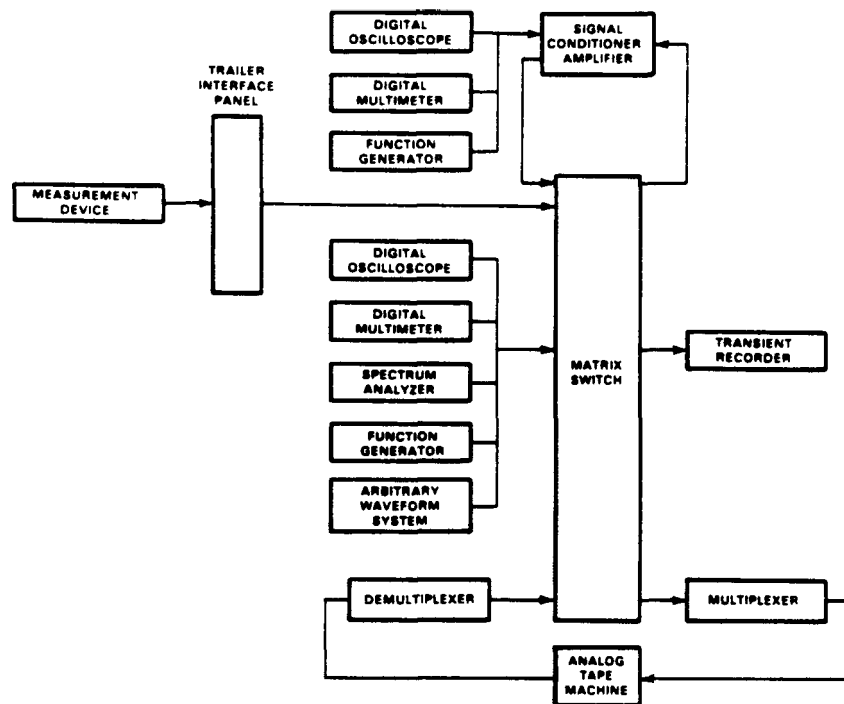 DIGITAL
OSCILLOSCOPE
SIGNAL
CONDITIONER
AMPLIFIER
TRAILER
INTERFACE
PANEL
DIGITAL
MULTIMETER
FUNCTION
GENERATOR
MEASUREMENT
DEVICE
DIGITAL
OSCILLOSCOPE
DIGITAL
MULTIMETER
SPECTRUM
ANALYZER
FUNCTION
GENERATOR
ARBITRARY
WAVEFORM
SYSTEM
MATRIX
SWITCH
TRANSIENT
RECORDER
DEMULTIPLEXER
MULTIPLEXER
ANALOG
TAPE
MACHINE